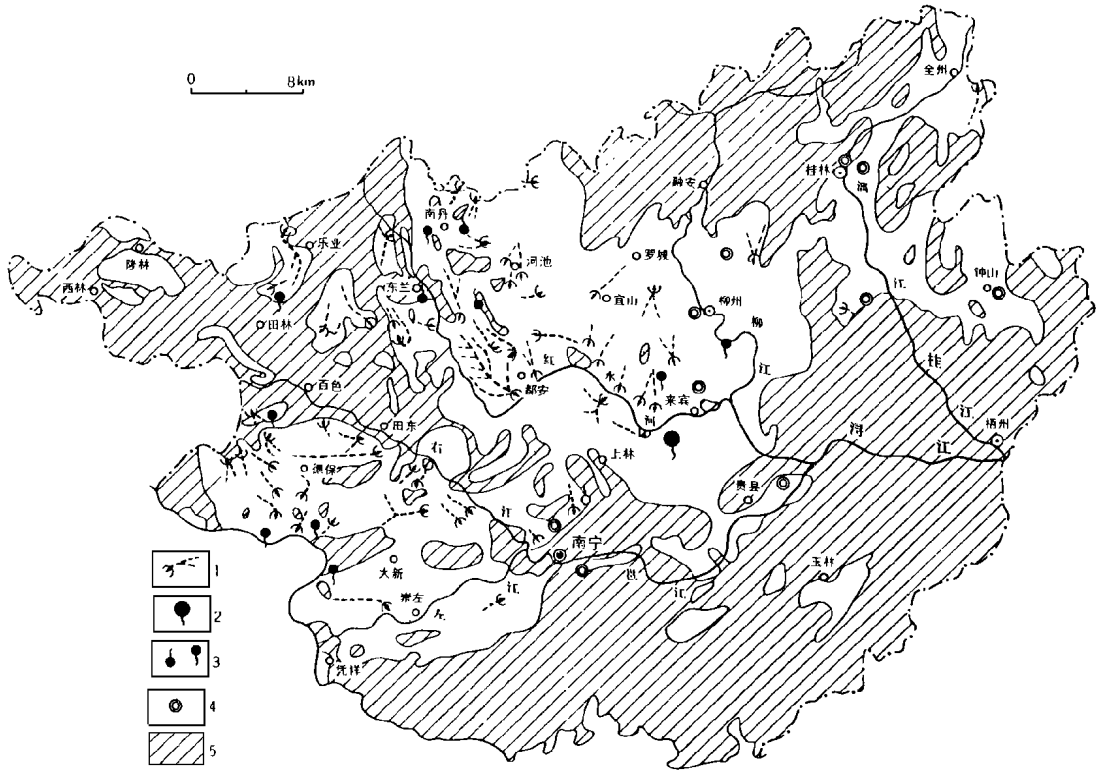 0 8km
全州
桂林
漓
江
融安
南丹
乐业
河池
罗城
钟山
隆林
西林
东兰
宜山
柳州
柳
江
田林
红
水
河
都安
来宾
桂
江
梧州
百色
田东
右
江
上林
浔
江
贵县
德保
南宁
邕
江
玉林
大新
崇左
左
江
凭祥
1
2
3
4
5